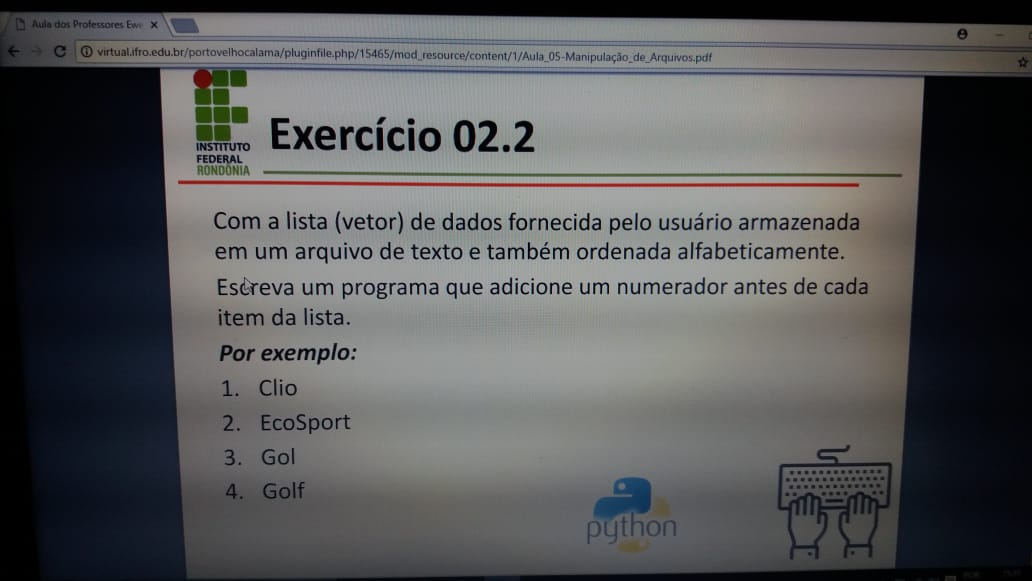 Aula dos Professores Ewe
virtual.ifro.edu.br/portovelhocalama/pluginfile.php/15465/mod_resource/content/1/Aula_05-Manipulação_de_Arquivos.pdf
INSTITUTO
FEDERAL
RONDÔNIA
Exercício 02.2
Com a lista (vetor) de dados fornecida pelo usuário armazenada
em um arquivo de texto e também ordenada alfabeticamente.
Escreva um programa que adicione um numerador antes de cada
item da lista.
Por exemplo:
1. Clio
2. EcoSport
3. Gol
4. Golf
python